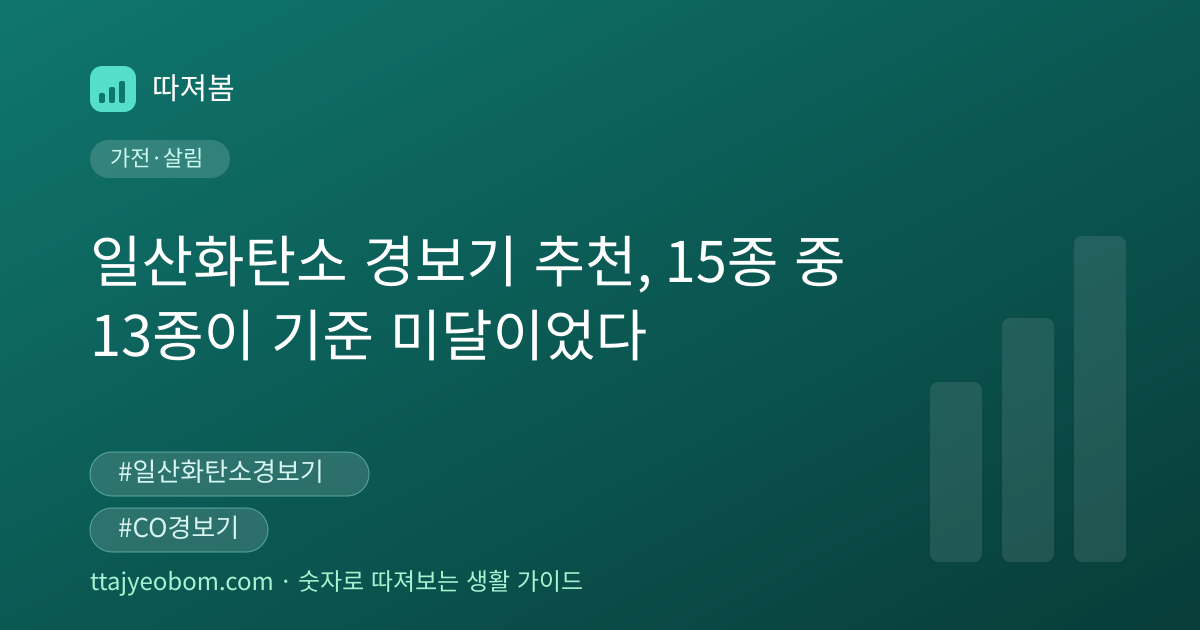 따져봄
가전·살림
일산화탄소 경보기 추천, 15종 중
13종이 기준 미달이었다
#일산화탄소경보기
#CO경보기
ttajyeobom.com · 숫자로 따져보는 생활 가이드